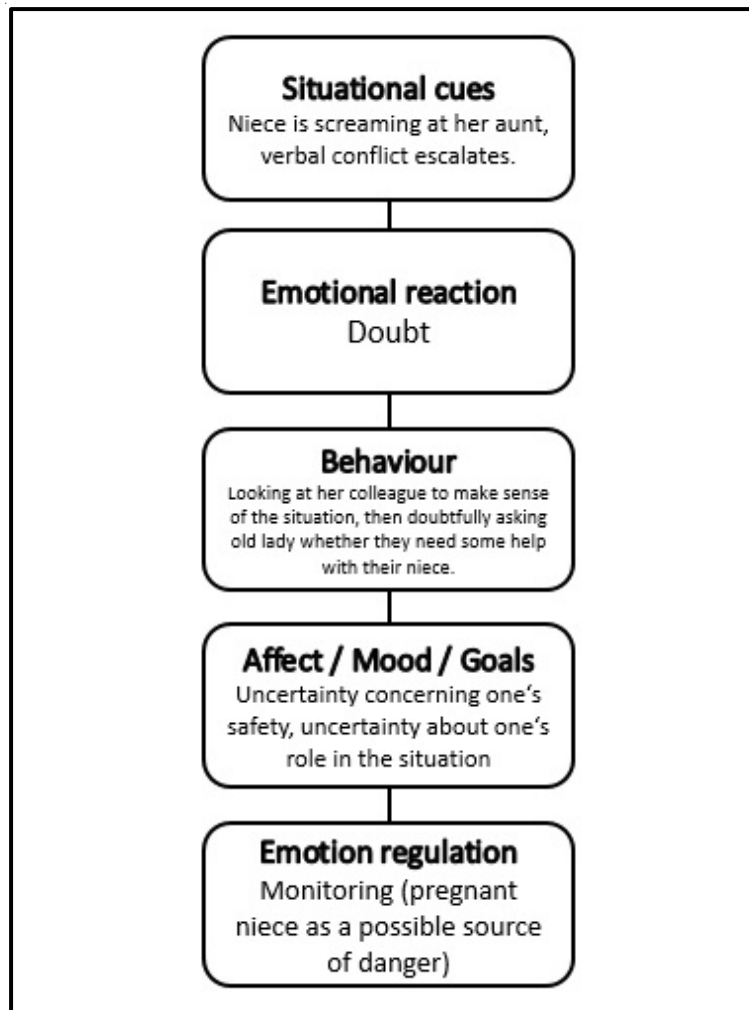 Situational cues
Niece is screaming at her aunt,
verbal conflict escalates.
Emotional reaction
Doubt
Behaviour
Looking at her colleague to make sense
of the situation, then doubtfully asking
old lady whether they need some help
with their niece.
Affect / Mood / Goals
Uncertainty concerning one‘s
safety, uncertainty about one‘s
role in the situation
Emotion regulation
Monitoring (pregnant
niece as a possible source
of danger)